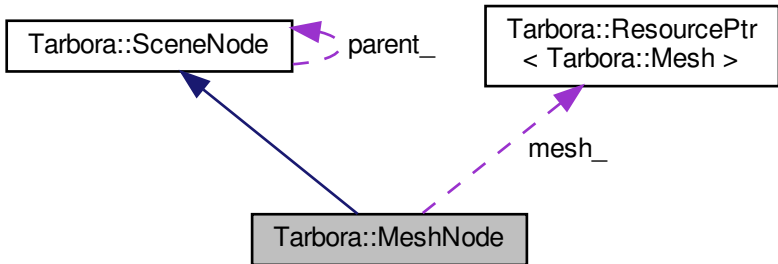 Tarbora::SceneNode
parent_
Tarbora::ResourcePtr
< Tarbora::Mesh >
mesh_
Tarbora::MeshNode